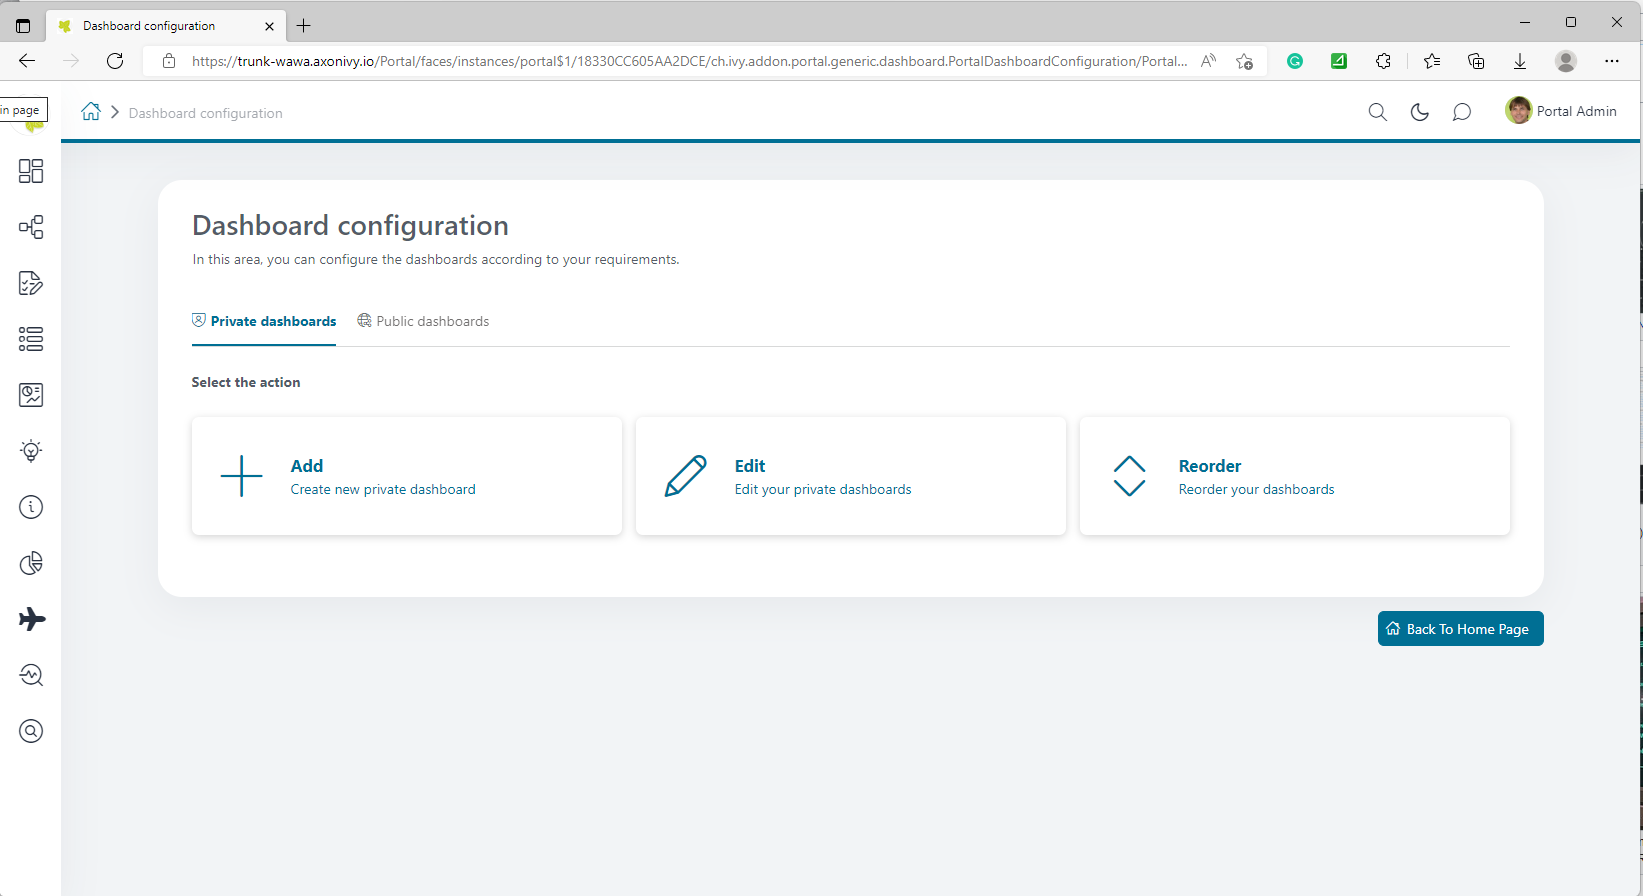 Dashboard configuration
https://trunk-wawa.axonivy.io/Portal/faces/instances/portal$1/18330CC605AA2DCE/ch.ivy.addon.portal.generic.dashboard.PortalDashboardConfiguration/Portal...
in page
Dashboard configuration
Portal Admin
Dashboard configuration
In this area, you can configure the dashboards according to your requirements.
Private dashboards
Public dashboards
Select the action
Add
Create new private dashboard
Edit
Edit your private dashboards
Reorder
Reorder your dashboards
Back To Home Page